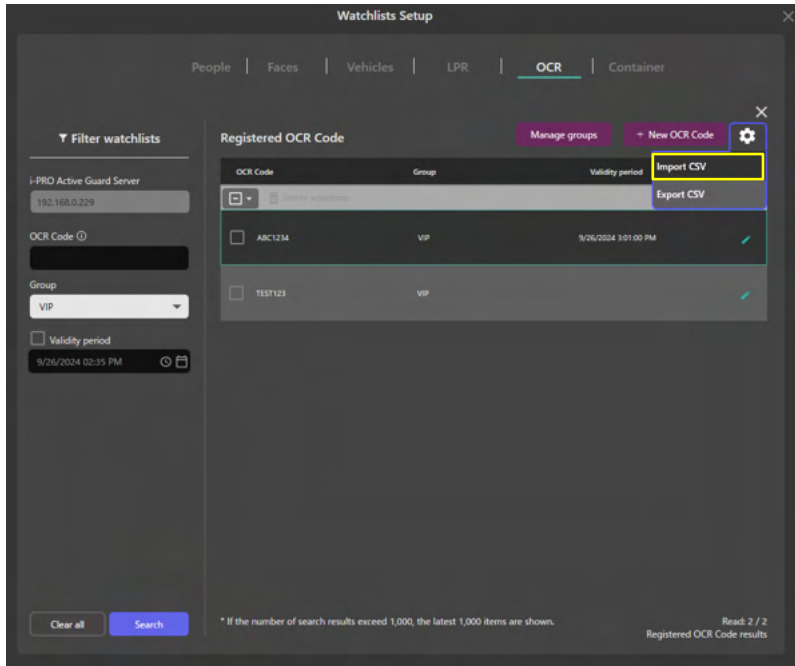 Watchlists Setup
People | Faces | Vehicles | LPR | OCR | Container
Filter watchlists
i-PRO Active Guard Server
192.168.0.229
OCR Code
Group
VIP
Validity period
9/26/2024 02:35 PM
Clear all
Search
Registered OCR Code
Manage groups
+ New OCR Code
Import CSV
Export CSV
OCR Code Group Validity period
Delete selections
ABC1234 VIP 9/26/2024 3:01:00 PM
TEST123 VIP
* If the number of search results exceed 1,000, the latest 1,000 items are shown.
Read: 2 / 2
Registered OCR Code results